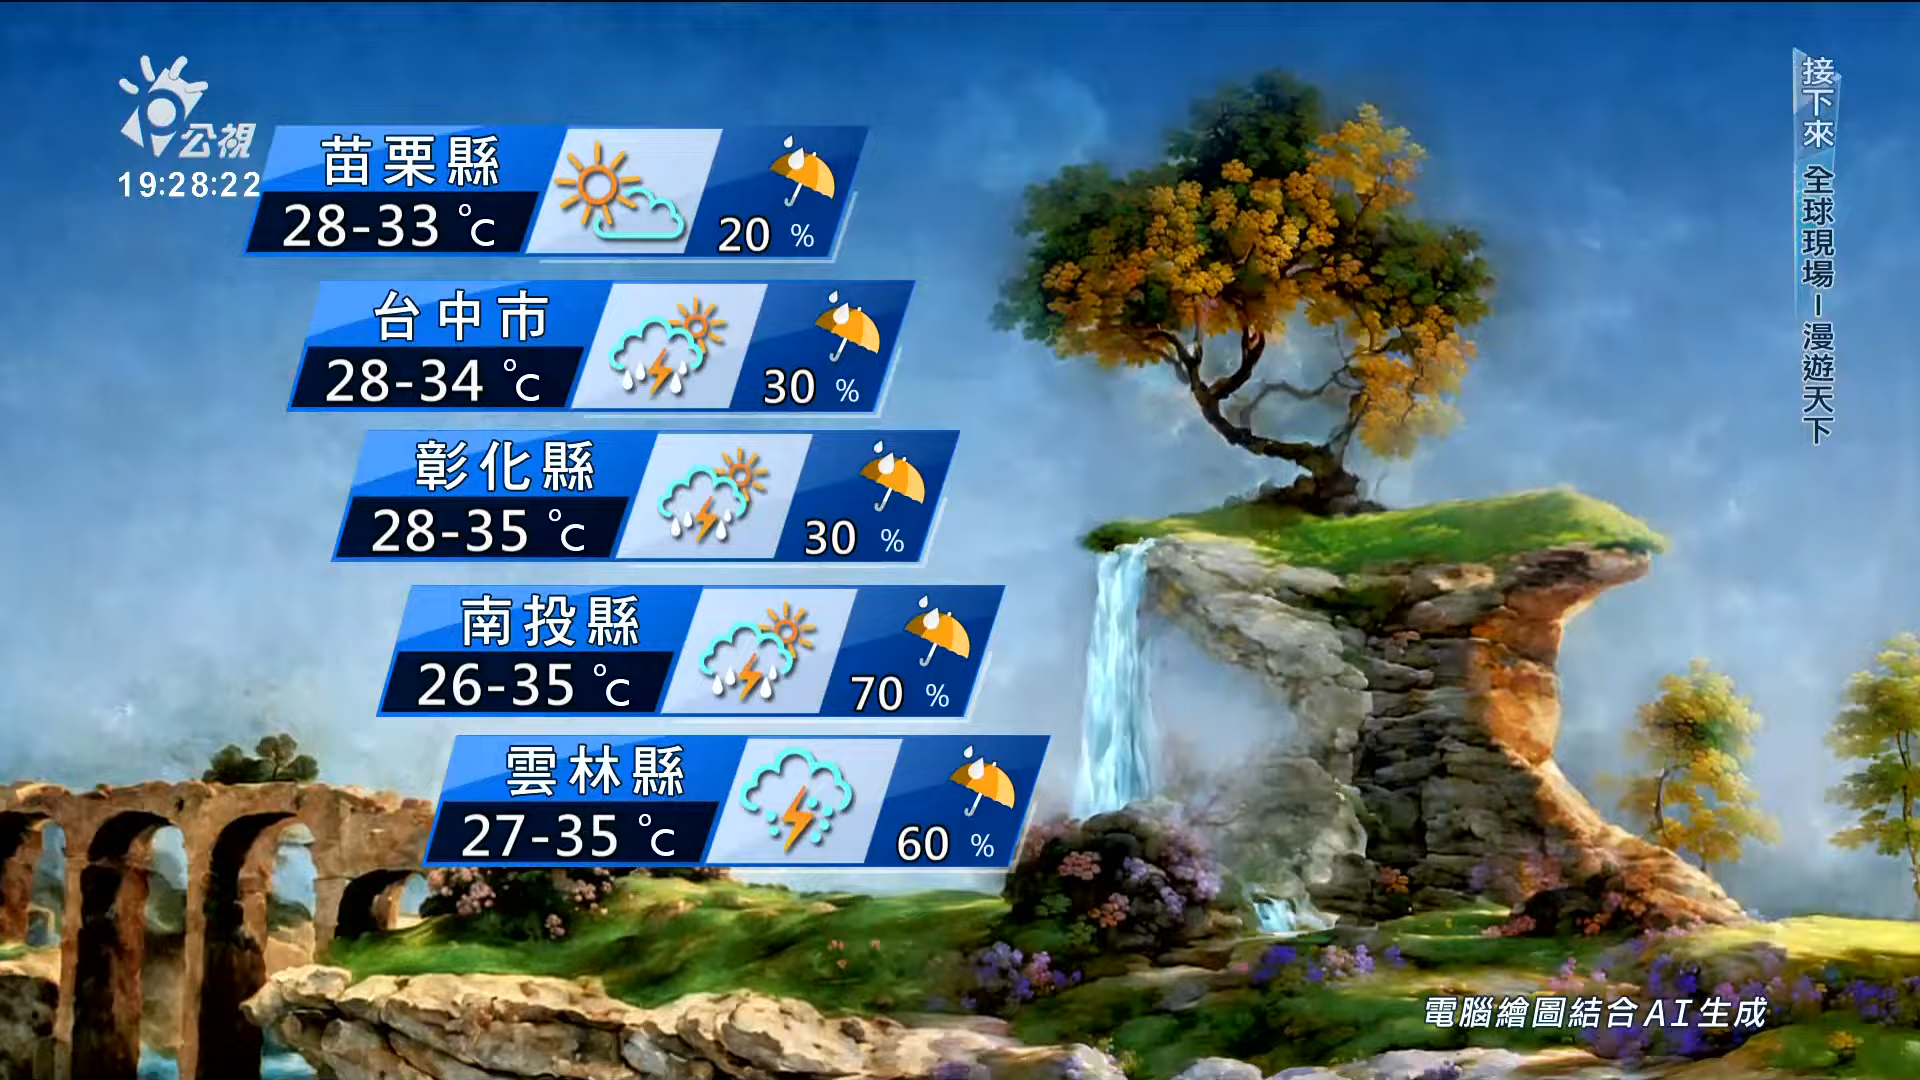 公視
19:28:22
苗栗縣
28-33 ℃
20 %
台中市
28-34 ℃
30 %
彰化縣
28-35 ℃
30 %
南投縣
26-35 ℃
70 %
雲林縣
27-35 ℃
60 %
接下來 全球現場-漫遊天下
電腦繪圖結合AI生成